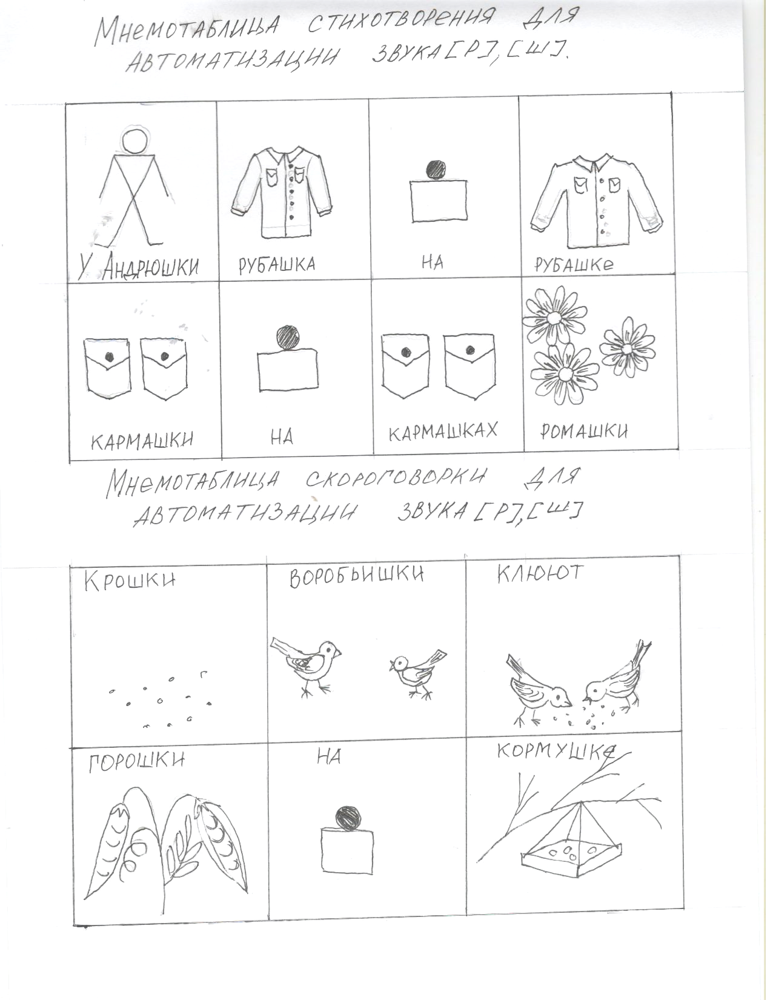 Мнемотаблица стихотворения для
автоматизации звука [р], [ш].
У Андрюшки рубашка на рубашке
кармашки на кармашках ромашки
Мнемотаблица скороговорки для
автоматизации звука [р], [ш]
Крошки воробьишки клюют
горошки на кормушке